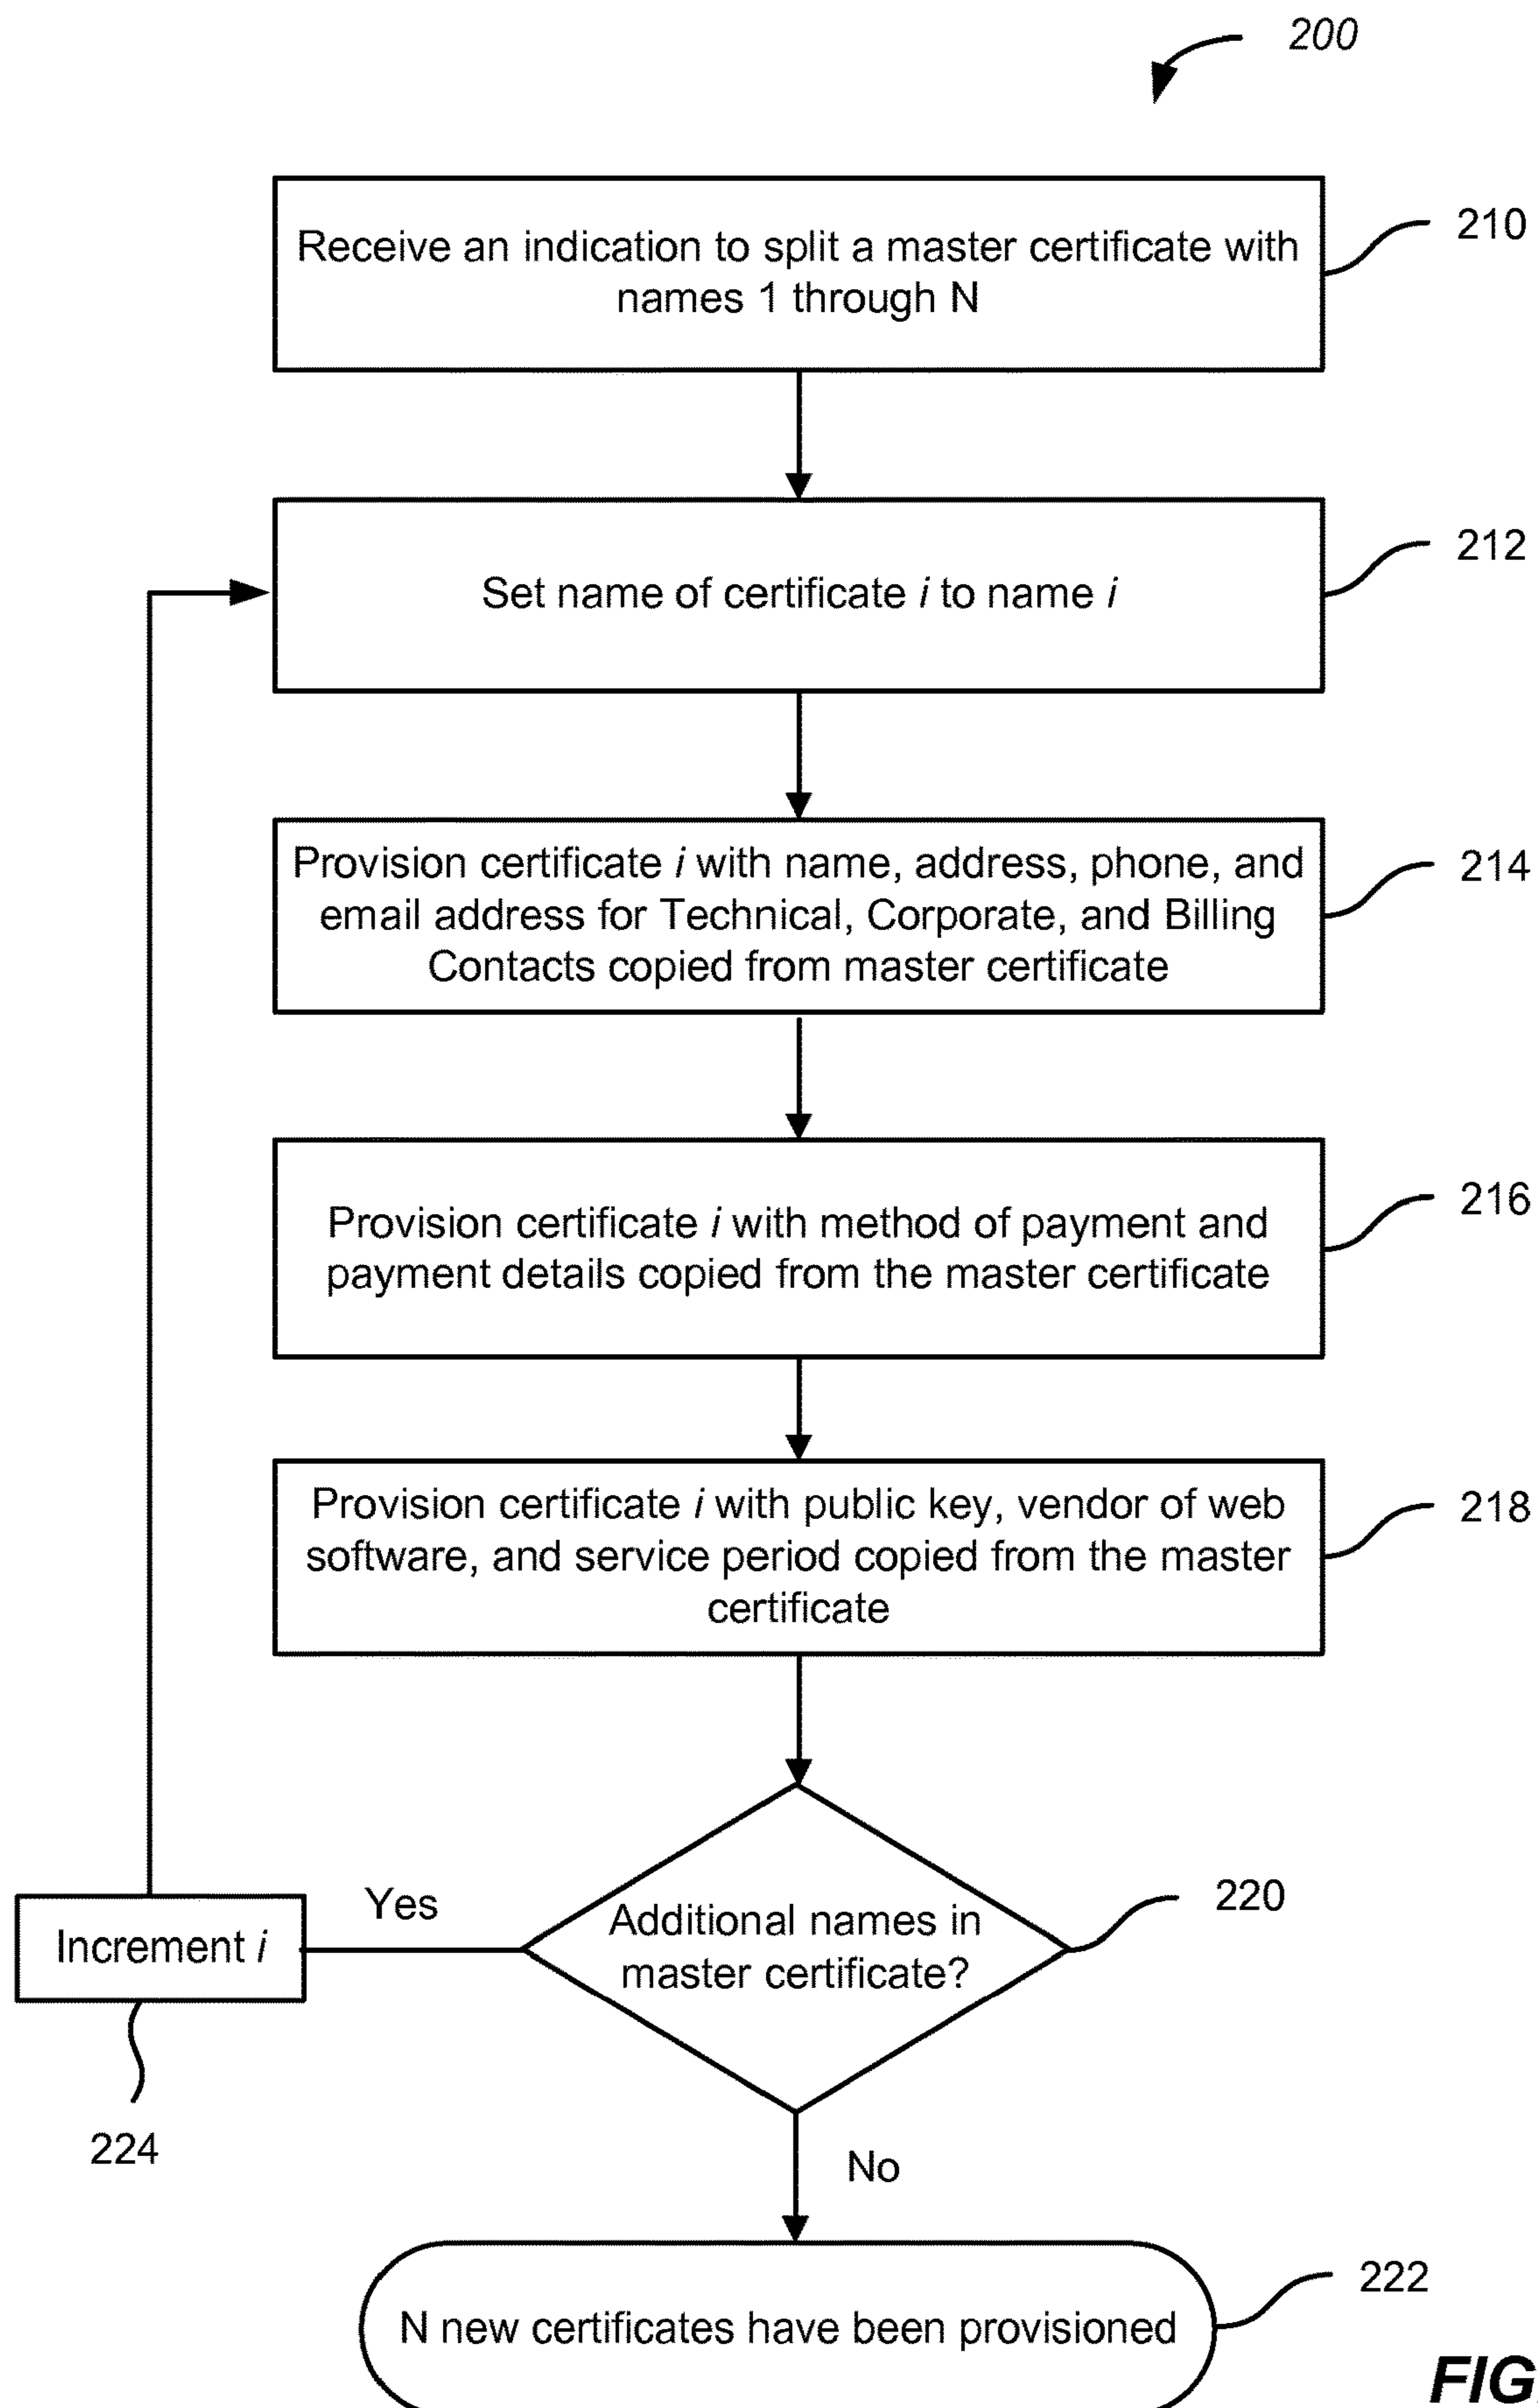 200
Receive an indication to split a master certificate with
names 1 through N
210
Set name of certificate i to name i
212
Provision certificate i with name, address, phone, and
email address for Technical, Corporate, and Billing
Contacts copied from master certificate
214
Provision certificate i with method of payment and
payment details copied from the master certificate
216
Provision certificate i with public key, vendor of web
software, and service period copied from the master
certificate
218
Additional names in
master certificate?
220
Yes
Increment i
224
No
N new certificates have been provisioned
222
FIG